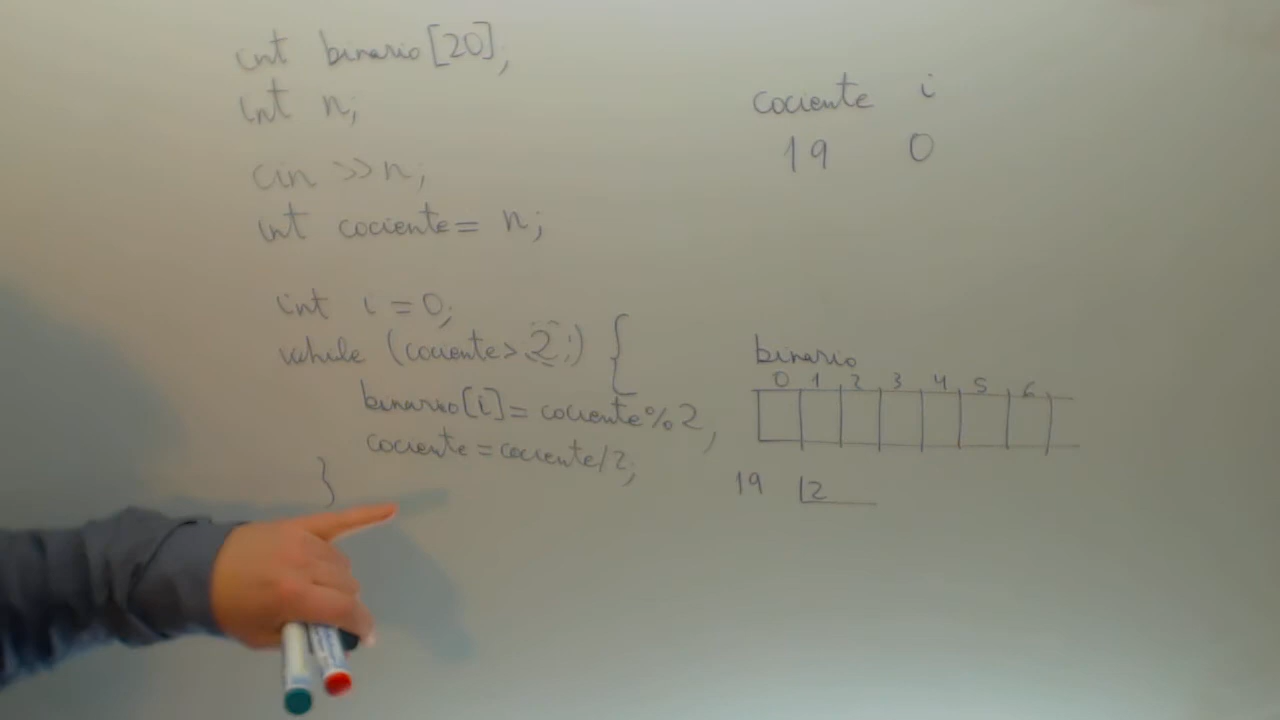 int binario[20];
int n;
cin >> n;
int cociente = n;
int i = 0;
while (cociente > 2;) {
binario[i] = cociente % 2,
cociente = cociente / 2;
}
cociente i
19 0
binario
0 1 2 3 4 5 6
19 2